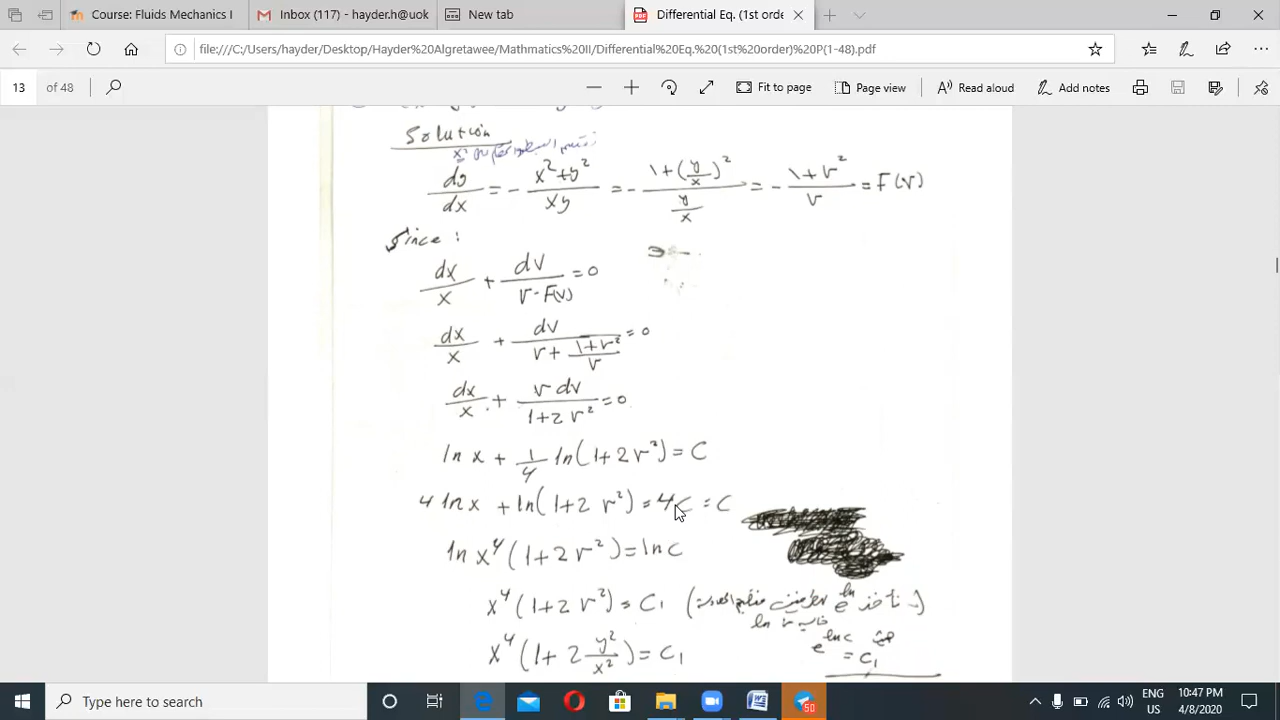 Course: Fluids Mechanics I
Inbox (117) - hayder.h@uok
New tab
Differential Eq. (1st orde
file:///C:/Users/hayder/Desktop/Hayder%20Algretawee/Mathmatics%20II/Differential%20Eq.%20(1st%20order)%20P(1-48).pdf
13 of 48
Fit to page
Page view
Read aloud
Add notes
Solution
dy/dx = - x²+y²/xy = - 1+(y/x)²/(y/x) = - 1+v²/v = F(v)
Since :
dx/x + dv/v-F(v) = 0
dx/x + dv/(v+ (1+v²)/v) = 0
dx/x + v dv/1+2v² = 0
ln x + 1/4 ln(1+2v²) = C
4 ln x + ln(1+2v²) = 4C = C
ln x⁴(1+2v²) = ln C
x⁴(1+2v²) = C₁
ln
e^ln c
= C₁
x⁴(1+2 y²/x²) = C₁
Type here to search
50
ENG
UK
10:47 PM
4/8/2020